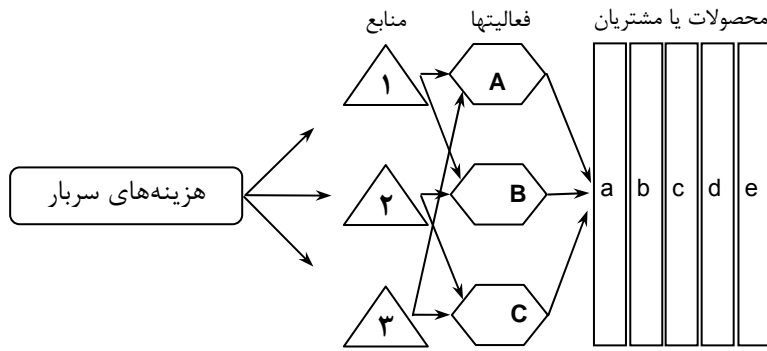 محصولات یا مشتریان
فعالیتها
منابع
۱
A
هزینه‌های سربار
۲
B
a
b
c
d
e
۳
C